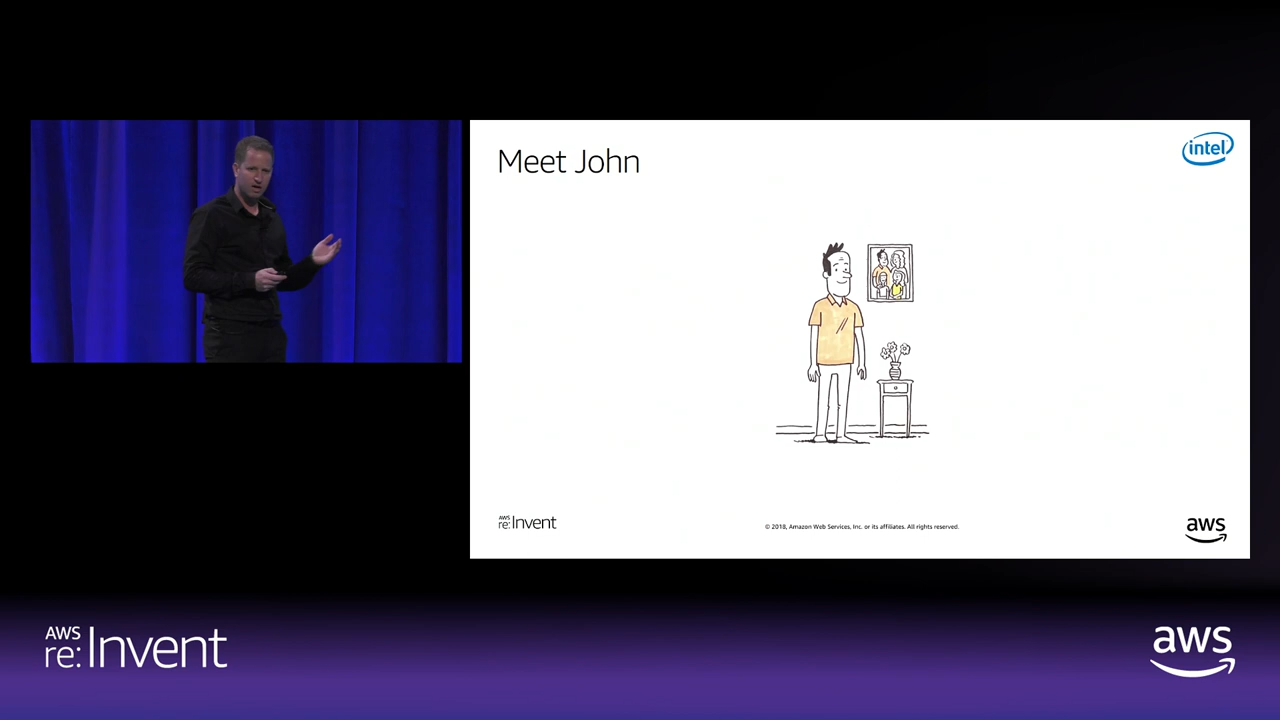 Meet John
intel
AWS
re:Invent
© 2018, Amazon Web Services, Inc. or its affiliates. All rights reserved.
aws
AWS
re:Invent
aws